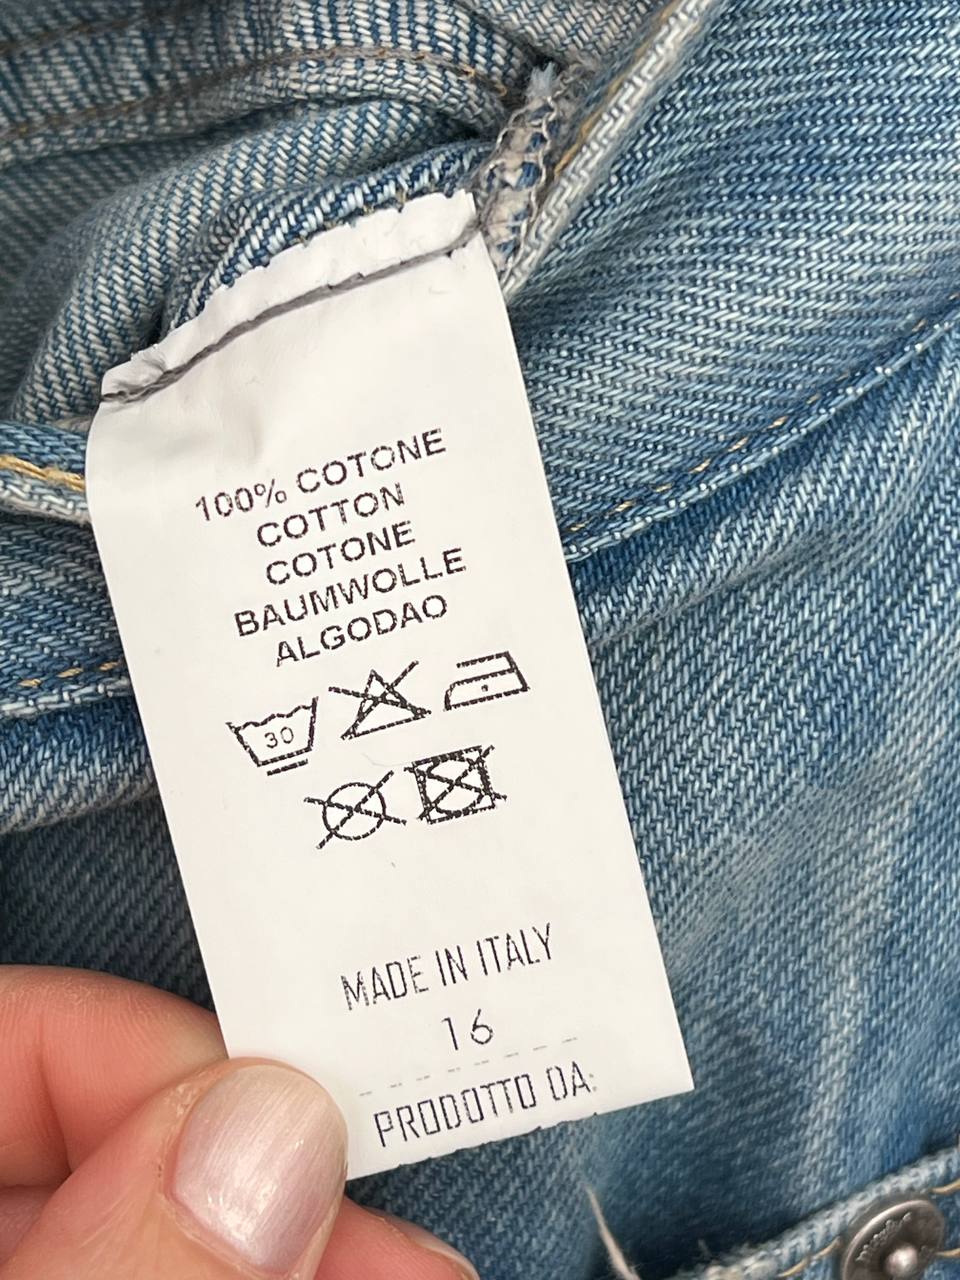 100% COTONE
COTTON
COTONE
BAUMWOLLE
ALGODAO
30
MADE IN ITALY
16
PRODOTTO DA: